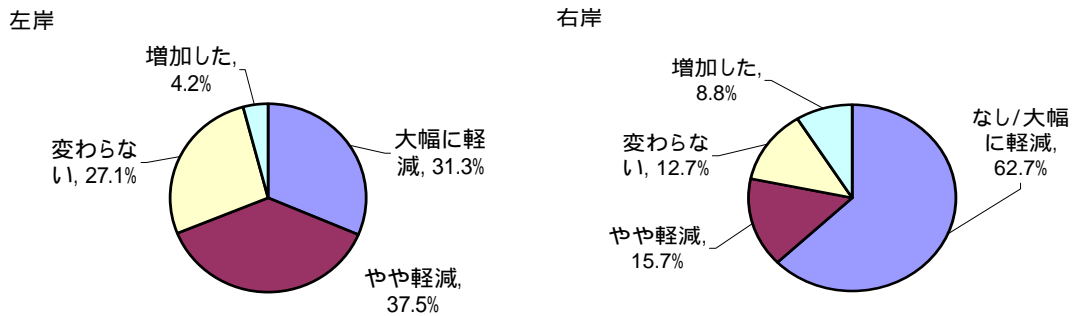 左岸
増加した,
4.2%
変わらな
い, 27.1%
大幅に軽
減, 31.3%
やや軽減,
37.5%
右岸
増加した,
8.8%
変わらな
い, 12.7%
やや軽減,
15.7%
なし/大幅
に軽減,
62.7%